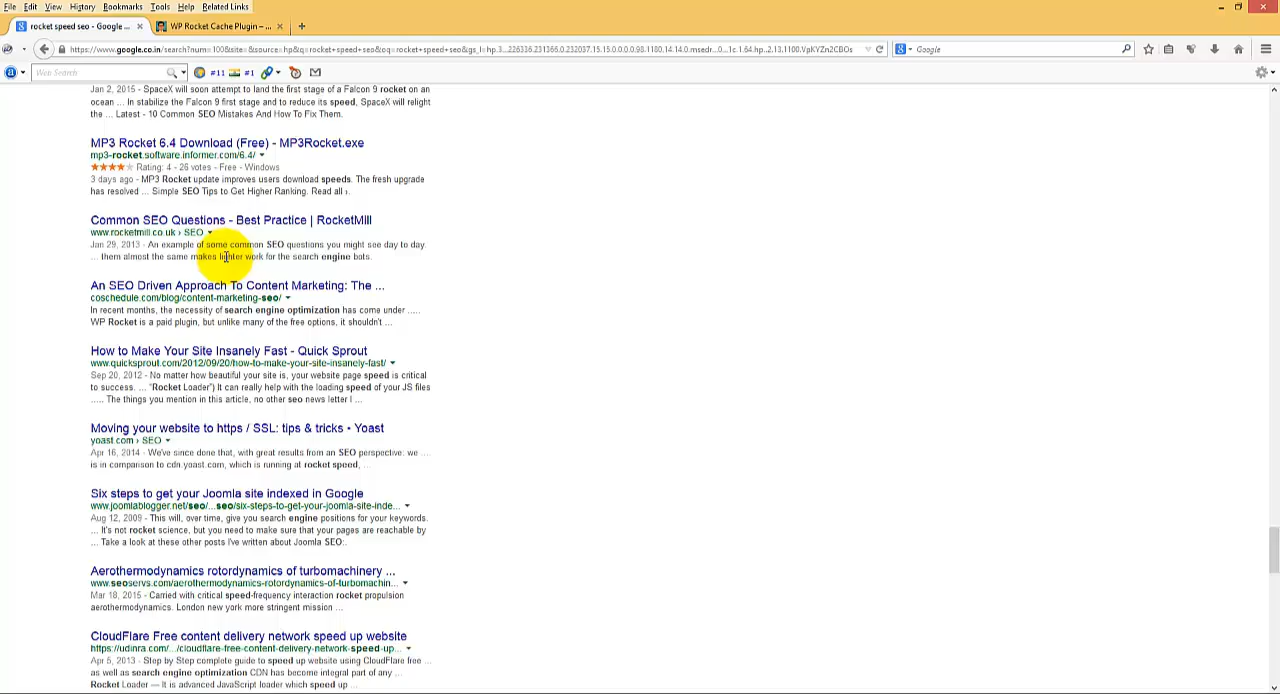 File Edit View History Bookmarks Tools Help Related Links
rocket speed seo - Google ... × WP Rocket Cache Plugin – ... × +
https://www.google.co.in/search?num=100&site=&source=hp&q=rocket+speed+seo&oq=rocket+speed+seo&gs_l=hp.3...226336.231366.0.232037.15.15.0.0.0.0.98.1180.14.14.0.msedr...0...1c.1.64.hp..2.13.1100.VpKYZn2CBOs Google
Web Search #11 #1
Jan 2, 2015 - SpaceX will soon attempt to land the first stage of a Falcon 9 rocket on an
ocean ... In stabilize the Falcon 9 first stage and to reduce its speed, SpaceX will relight
the ... Latest - 10 Common SEO Mistakes And How To Fix Them.
MP3 Rocket 6.4 Download (Free) - MP3Rocket.exe
mp3-rocket.software.informer.com/6.4/
Rating: 4 - 26 votes - Free - Windows
3 days ago - MP3 Rocket update improves users download speeds. The fresh upgrade
has resolved ... Simple SEO Tips to Get Higher Ranking. Read all ›.
Common SEO Questions - Best Practice | RocketMill
www.rocketmill.co.uk › SEO
Jan 29, 2013 - An example of some common SEO questions you might see day to day.
... them almost the same makes lighter work for the search engine bots.
An SEO Driven Approach To Content Marketing: The ...
coschedule.com/blog/content-marketing-seo/
In recent months, the necessity of search engine optimization has come under .....
WP Rocket is a paid plugin, but unlike many of the free options, it shouldn't ...
How to Make Your Site Insanely Fast - Quick Sprout
www.quicksprout.com/2012/09/20/how-to-make-your-site-insanely-fast/
Sep 20, 2012 - No matter how beautiful your site is, your website page speed is critical
to success. ... "Rocket Loader") It can really help with the loading speed of your JS files
..... The things you mention in this article, no other seo news letter I ...
Moving your website to https / SSL: tips & tricks • Yoast
yoast.com › SEO
Apr 16, 2014 - We've since done that, with great results from an SEO perspective: we ....
is in comparison to cdn.yoast.com, which is running at rocket speed, ...
Six steps to get your Joomla site indexed in Google
www.joomlablogger.net/seo/...seo/six-steps-to-get-your-joomla-site-inde...
Aug 12, 2009 - This will, over time, give you search engine positions for your keywords.
... It's not rocket science, but you need to make sure that your pages are reachable by
... Take a look at these other posts I've written about Joomla SEO:.
Aerothermodynamics rotordynamics of turbomachinery ...
www.seoservs.com/aerothermodynamics-rotordynamics-of-turbomachin...
Mar 18, 2015 - Carried with critical speed-frequency interaction rocket propulsion
aerothermodynamics. London new york more stringent mission ...
CloudFlare Free content delivery network speed up website
https://udinra.com/.../cloudflare-free-content-delivery-network-speed-up...
Apr 5, 2013 - Step by Step complete guide to speed up website using CloudFlare free ...
as well as search engine optimization CDN has become integral part of any ...
Rocket Loader — It is advanced JavaScript loader which speed up ...